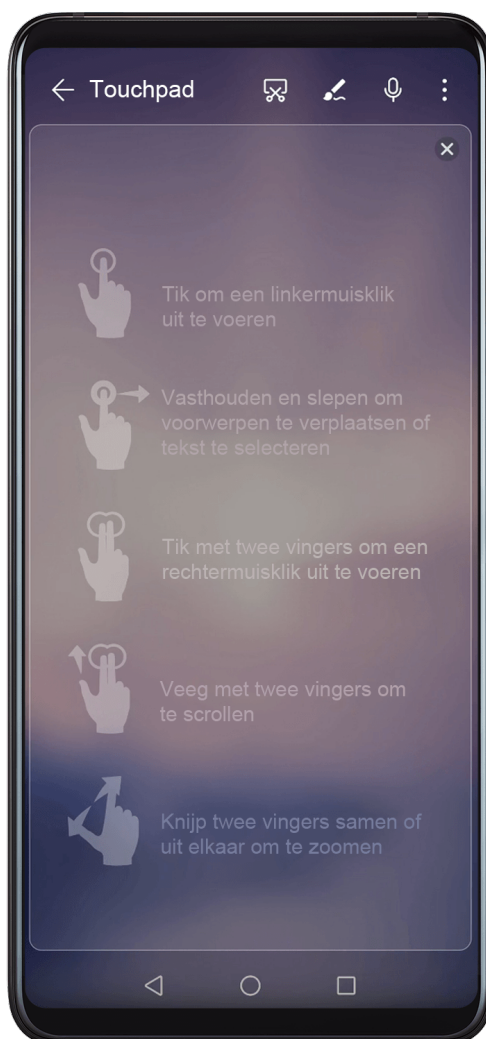 Touchpad
Tik om een linkermuisklik
uit te voeren
Vasthouden en slepen om
voorwerpen te verplaatsen of
tekst te selecteren
Tik met twee vingers om een
rechtermuisklik uit te voeren
Veeg met twee vingers om
te scrollen
Knijp twee vingers samen of
uit elkaar om te zoomen